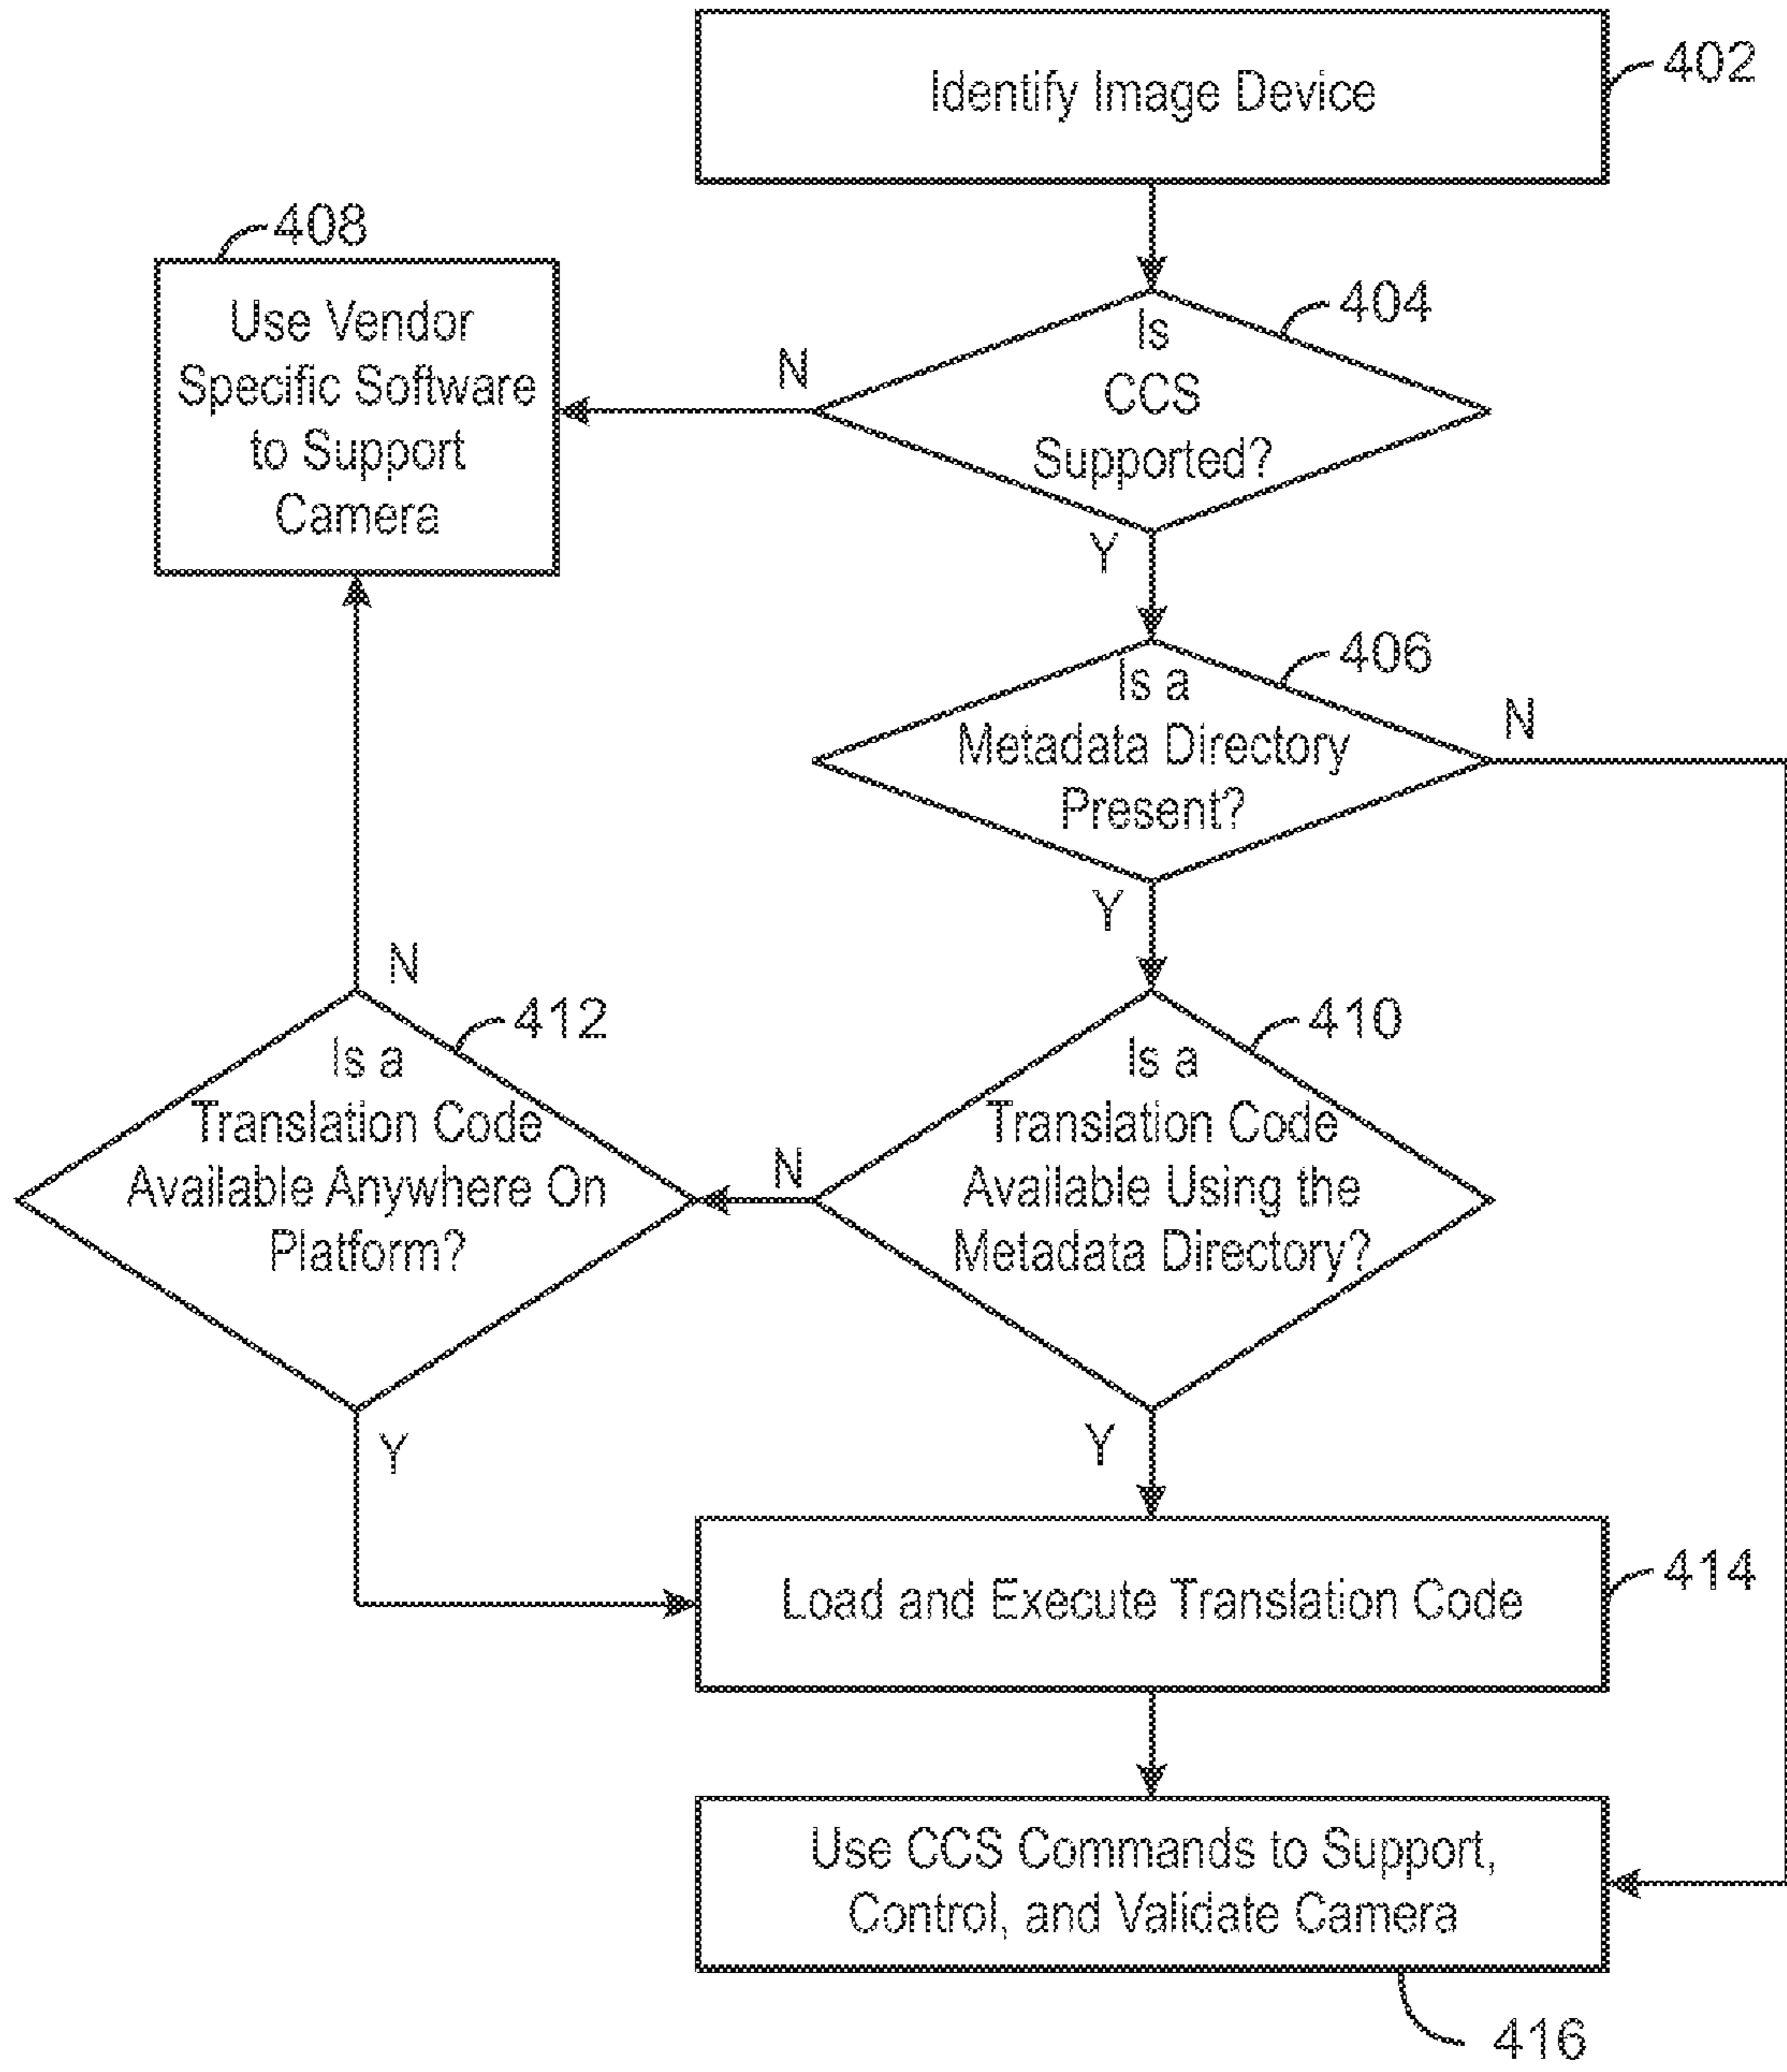 Identify Image Device
402
408
Use Vendor
Specific Software
to Support
Camera
404
Is
CCS
Supported?
N
Y
406
Is a
Metadata Directory
Present?
N
Y
N
412
Is a
Translation Code
Available Anywhere On
Platform?
N
410
Is a
Translation Code
Available Using the
Metadata Directory?
Y
Y
Load and Execute Translation Code
414
Use CCS Commands to Support,
Control, and Validate Camera
416